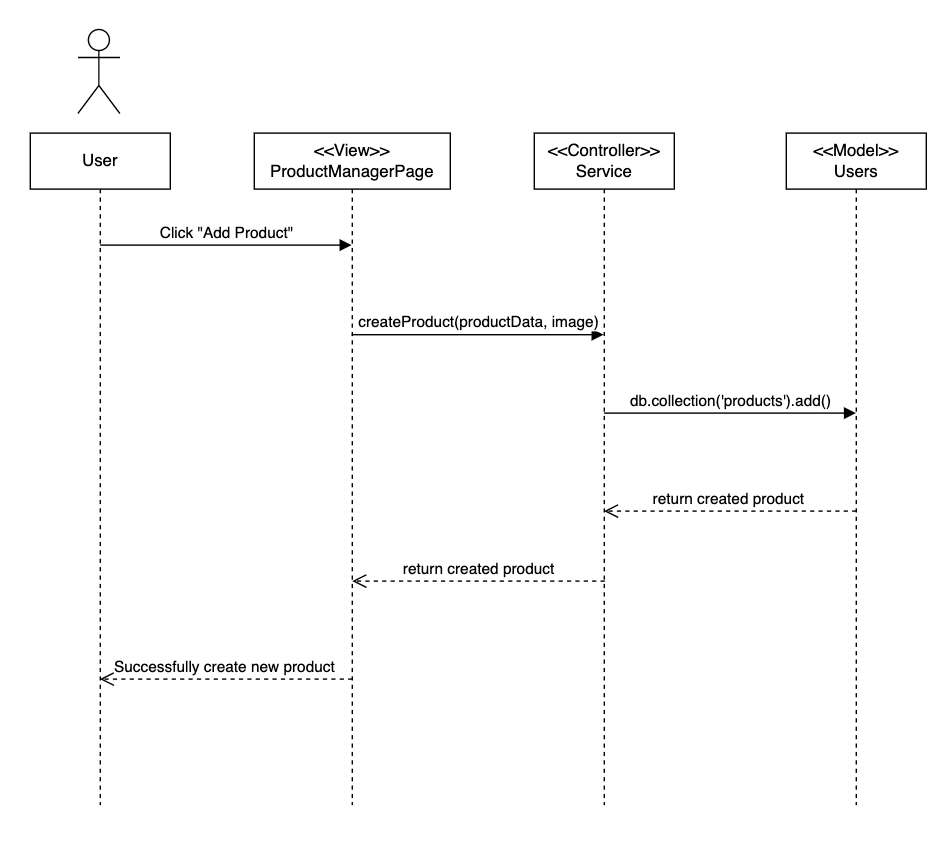 User
<<View>>
ProductManagerPage
<<Controller>>
Service
<<Model>>
Users
Click "Add Product"
createProduct(productData, image)
db.collection('products').add()
return created product
return created product
Successfully create new product